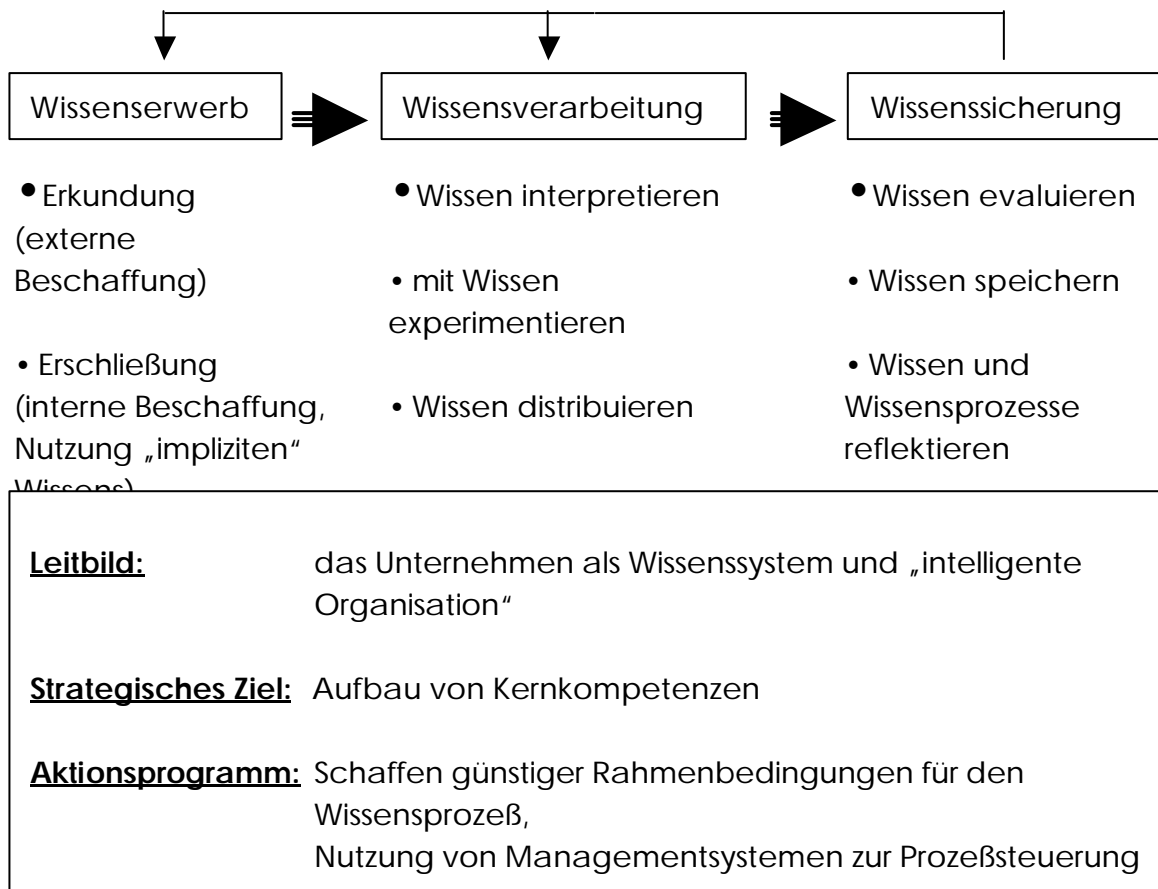 Wissenserwerb
Wissensverarbeitung
Wissenssicherung
• Erkundung
(externe
Beschaffung)
• Erschließung
(interne Beschaffung,
Nutzung „impliziten“
Wissens)
• Wissen interpretieren
• mit Wissen
experimentieren
• Wissen distribuieren
• Wissen evaluieren
• Wissen speichern
• Wissen und
Wissensprozesse
reflektieren
Leitbild: das Unternehmen als Wissenssystem und „intelligente
Organisation“
Strategisches Ziel: Aufbau von Kernkompetenzen
Aktionsprogramm: Schaffen günstiger Rahmenbedingungen für den
Wissensprozeß,
Nutzung von Managementsystemen zur Prozeßsteuerung